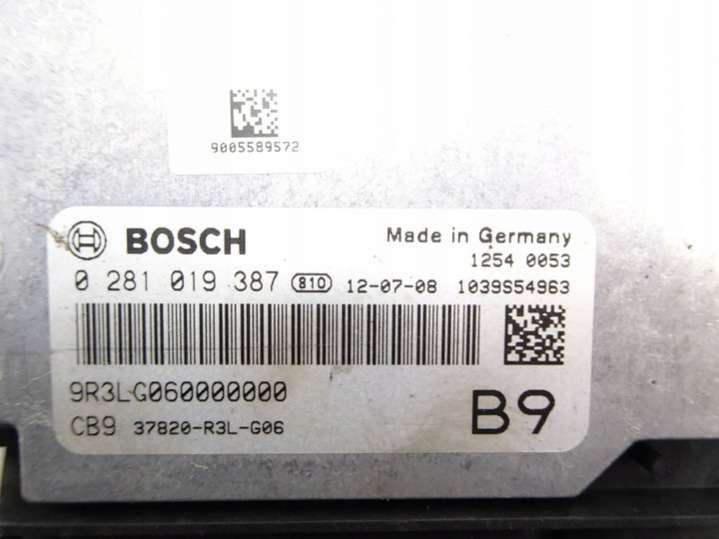 9005589572
BOSCH Made in Germany
1254 0053
0 281 019 387 810 12-07-08 1039S54963
9R3LG060000000
CB9 37820-R3L-G06 B9